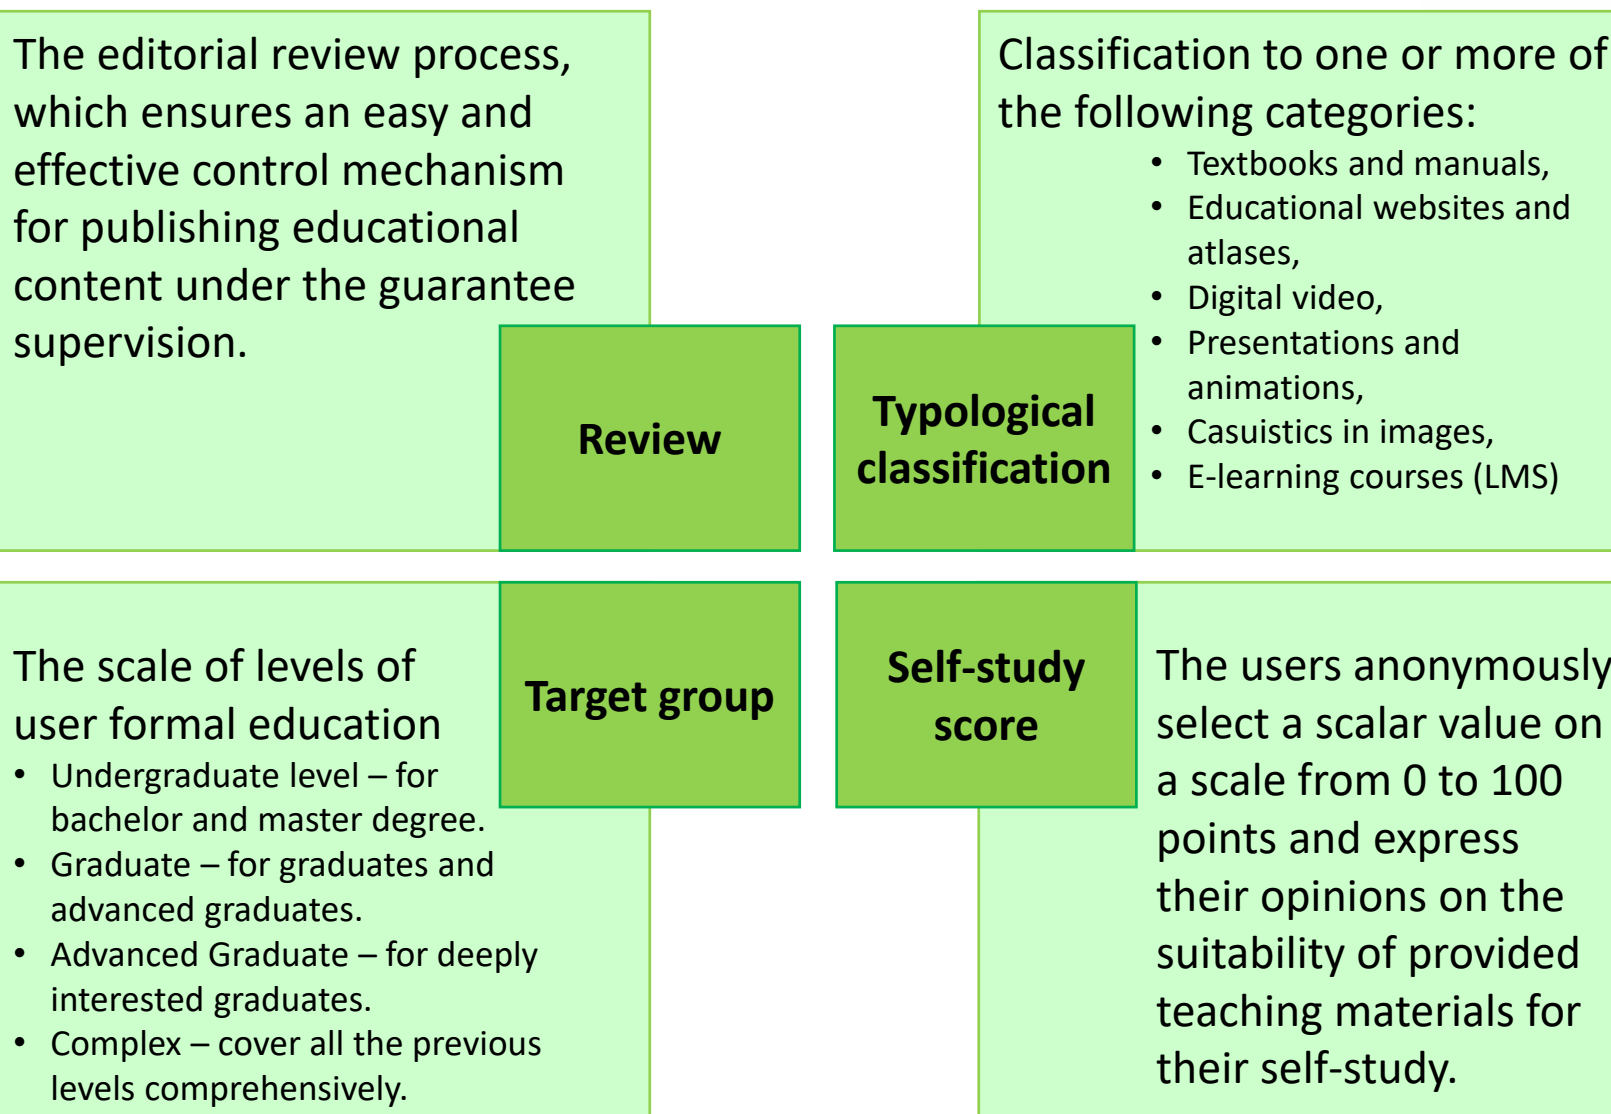 The editorial review process,
which ensures an easy and
effective control mechanism
for publishing educational
content under the guarantee
supervision.
Review
Classification to one or more of
the following categories:
• Textbooks and manuals,
• Educational websites and
atlases,
• Digital video,
• Presentations and
animations,
• Casuistics in images,
• E-learning courses (LMS)
Typological
classification
The scale of levels of
user formal education
• Undergraduate level – for
bachelor and master degree.
• Graduate – for graduates and
advanced graduates.
• Advanced Graduate – for deeply
interested graduates.
• Complex – cover all the previous
levels comprehensively.
Target group
Self-study
score
The users anonymously
select a scalar value on
a scale from 0 to 100
points and express
their opinions on the
suitability of provided
teaching materials for
their self-study.